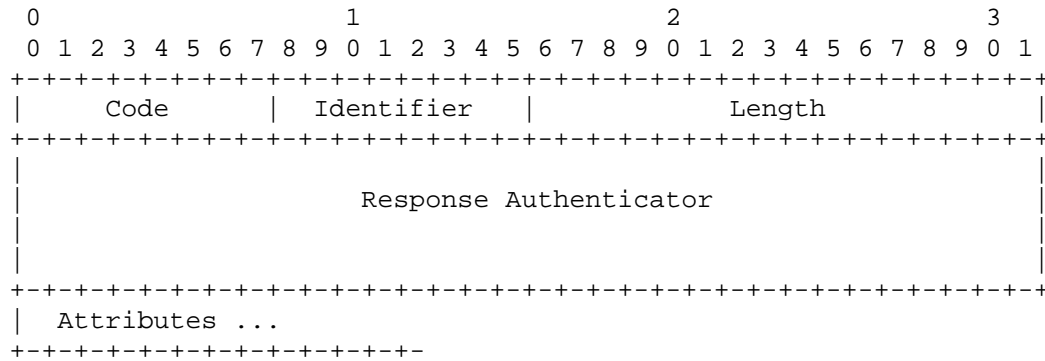 0                   1                   2                   3
 0 1 2 3 4 5 6 7 8 9 0 1 2 3 4 5 6 7 8 9 0 1 2 3 4 5 6 7 8 9 0 1
+-+-+-+-+-+-+-+-+-+-+-+-+-+-+-+-+-+-+-+-+-+-+-+-+-+-+-+-+-+-+-+-+
|     Code      |  Identifier   |            Length             |
+-+-+-+-+-+-+-+-+-+-+-+-+-+-+-+-+-+-+-+-+-+-+-+-+-+-+-+-+-+-+-+-+
|                                                               |
|                     Response Authenticator                    |
|                                                               |
|                                                               |
+-+-+-+-+-+-+-+-+-+-+-+-+-+-+-+-+-+-+-+-+-+-+-+-+-+-+-+-+-+-+-+-+
|  Attributes ...
+-+-+-+-+-+-+-+-+-+-+-+-+-